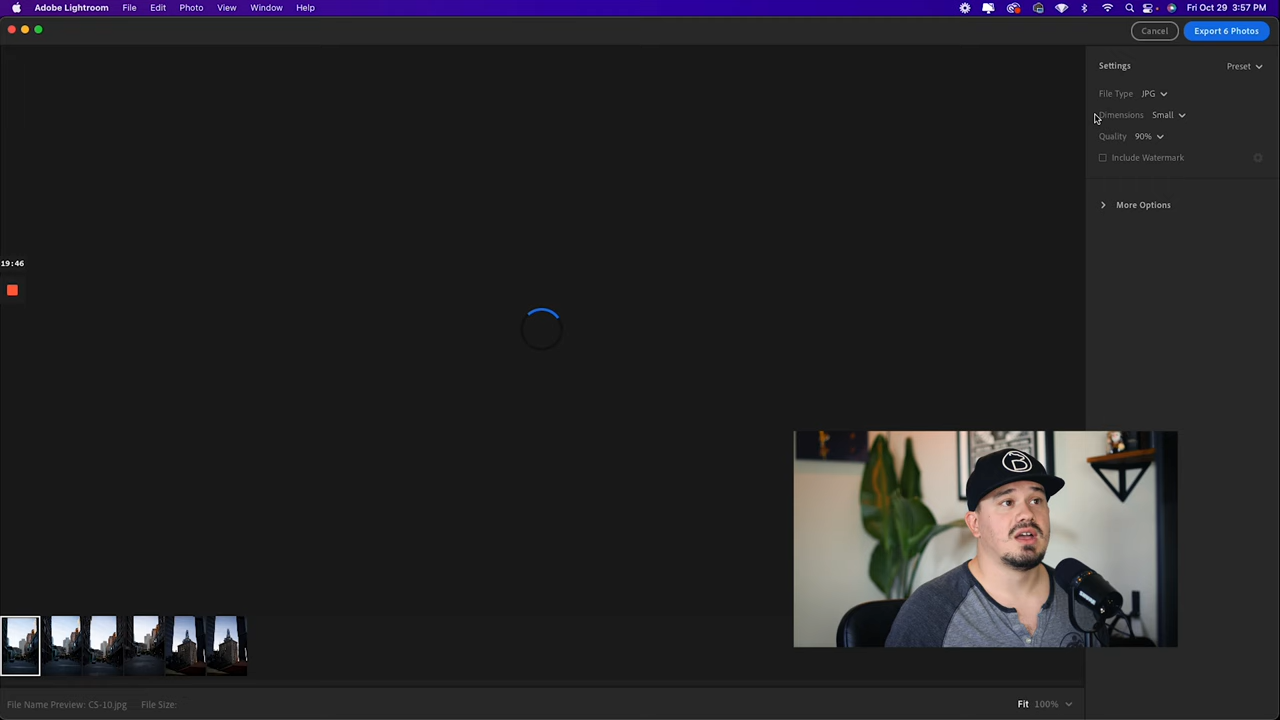 Adobe Lightroom File Edit Photo View Window Help Fri Oct 29 3:57 PM
Cancel Export 6 Photos
Settings Preset
File Type JPG
Dimensions Small
Quality 90%
Include Watermark
More Options
19:46
B
File Name Preview: CS-10.jpg File Size: Fit 100%